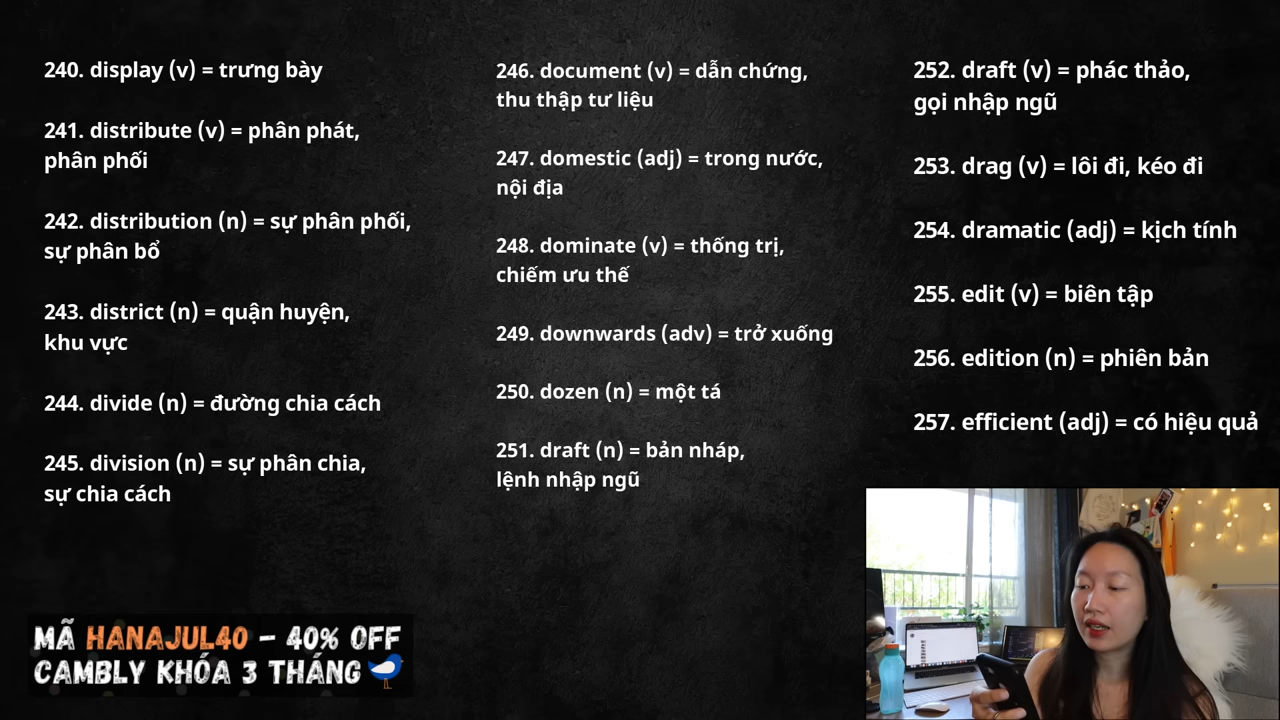 240. display (v) = trưng bày
241. distribute (v) = phân phát,
phân phối
242. distribution (n) = sự phân phối,
sự phân bổ
243. district (n) = quận huyện,
khu vực
244. divide (n) = đường chia cách
245. division (n) = sự phân chia,
sự chia cách
246. document (v) = dẫn chứng,
thu thập tư liệu
247. domestic (adj) = trong nước,
nội địa
248. dominate (v) = thống trị,
chiếm ưu thế
249. downwards (adv) = trở xuống
250. dozen (n) = một tá
251. draft (n) = bản nháp,
lệnh nhập ngũ
252. draft (v) = phác thảo,
gọi nhập ngũ
253. drag (v) = lôi đi, kéo đi
254. dramatic (adj) = kịch tính
255. edit (v) = biên tập
256. edition (n) = phiên bản
257. efficient (adj) = có hiệu quả
MÃ HANAJUL40 – 40% OFF
CAMBLY KHÓA 3 THÁNG